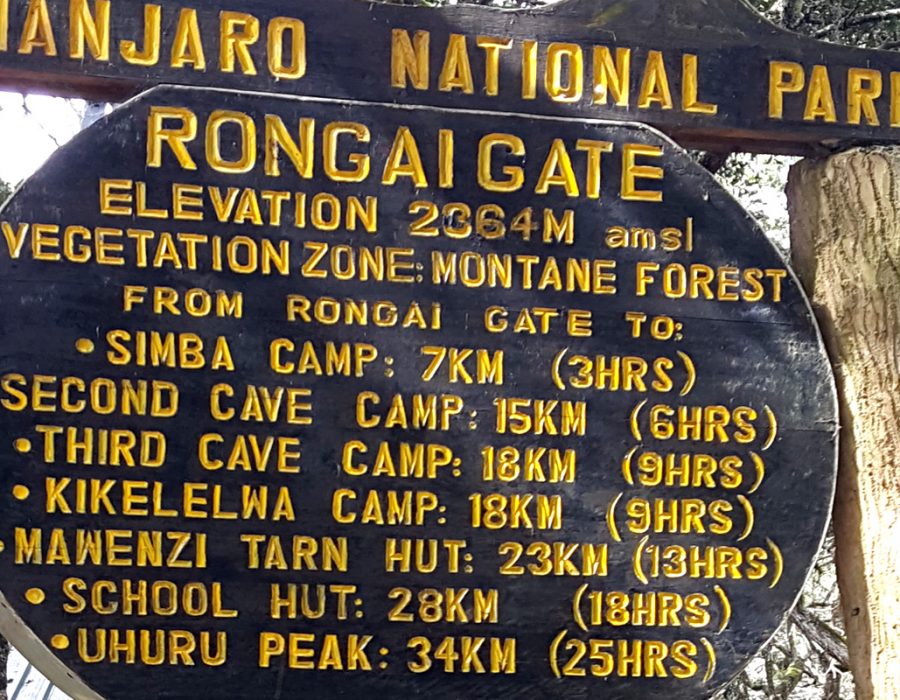 ANJARO NATIONAL PARK
RONGAI GATE
ELEVATION 2364M amsl
VEGETATION ZONE: MONTANE FOREST
FROM RONGAI GATE TO:
• SIMBA CAMP: 7KM (3HRS)
SECOND CAVE CAMP: 15KM (6HRS)
• THIRD CAVE CAMP: 18KM (9HRS)
• KIKELELWA CAMP: 18KM (9HRS)
• MAWENZI TARN HUT: 23KM (13HRS)
• SCHOOL HUT: 28KM (18HRS)
• UHURU PEAK: 34KM (25HRS)